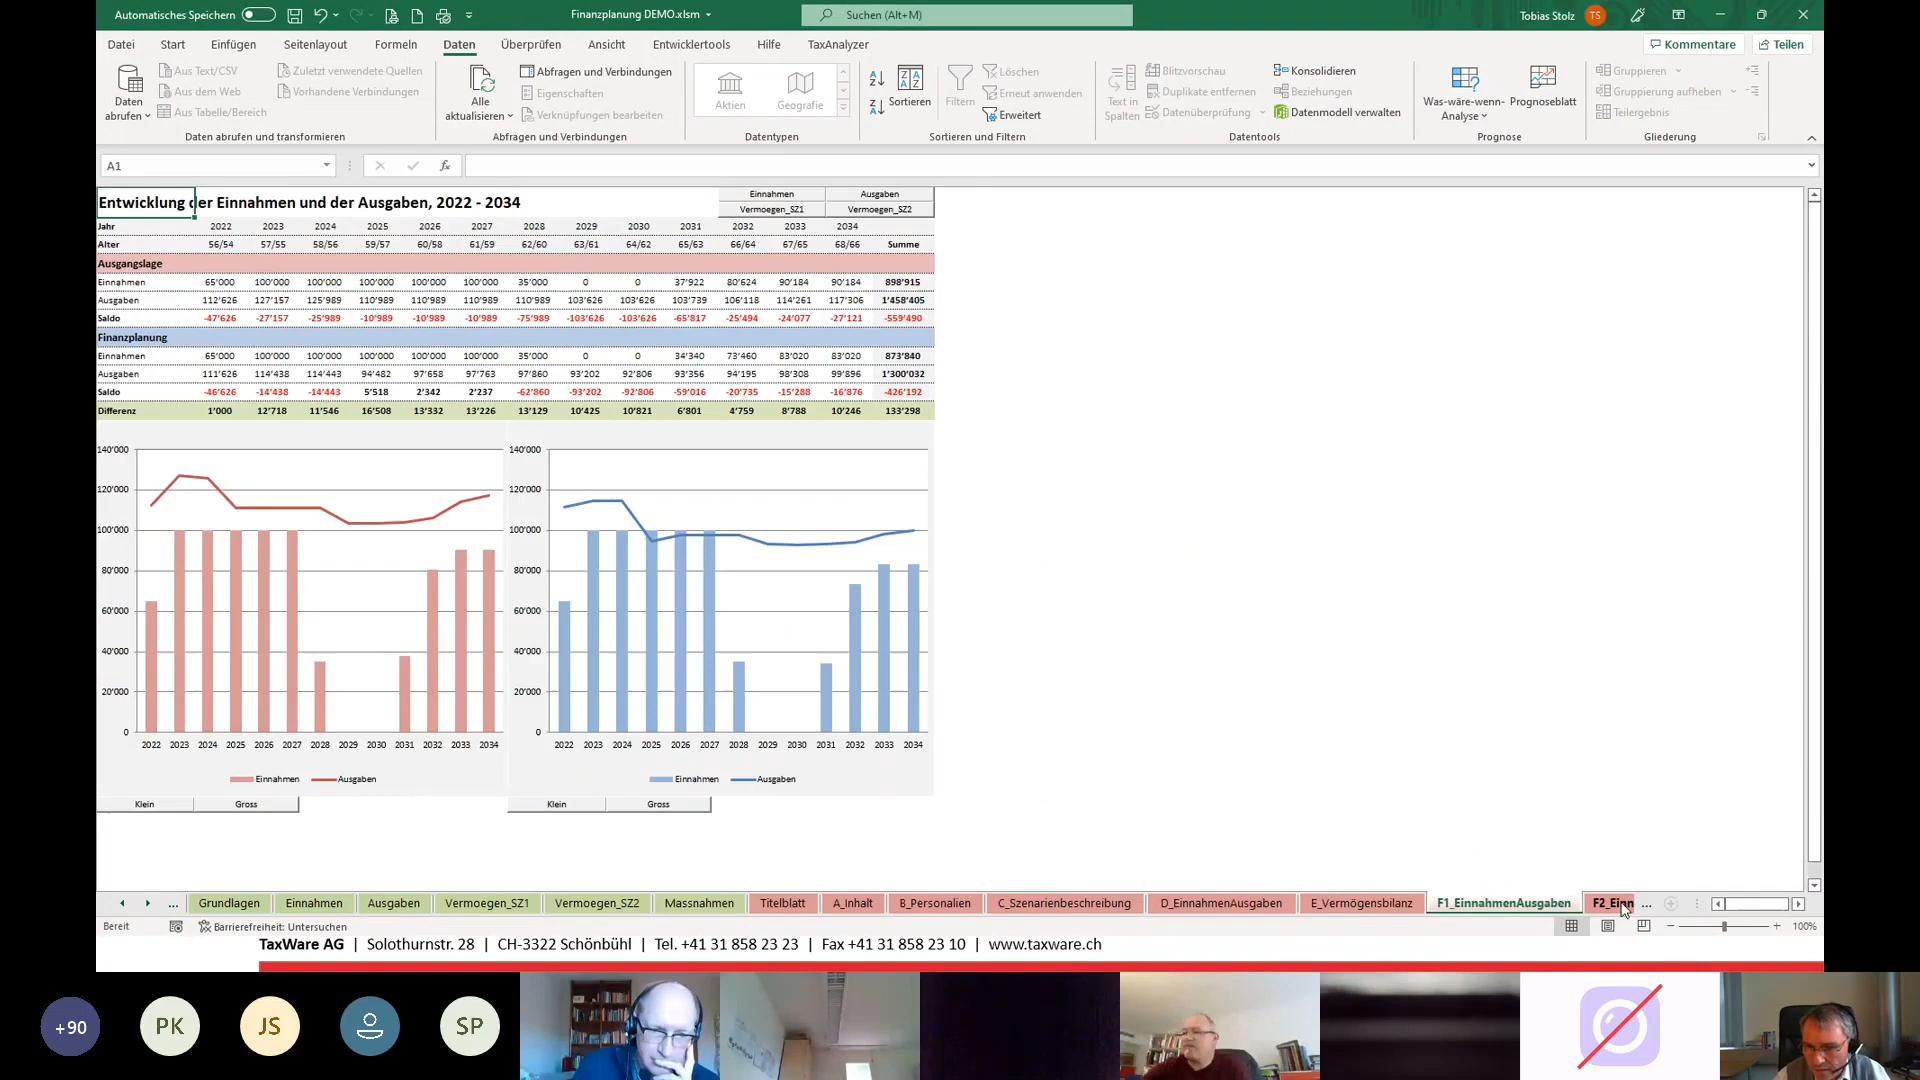 Automatisches Speichern
Finanzplanung DEMO.xlsm
Suchen (Alt+M)
Tobias Stolz TS
Datei Start Einfügen Seitenlayout Formeln Daten Überprüfen Ansicht Entwicklertools Hilfe TaxAnalyzer Kommentare Teilen
Daten abrufen
Aus Text/CSV
Aus dem Web
Aus Tabelle/Bereich
Zuletzt verwendete Quellen
Vorhandene Verbindungen
Daten abrufen und transformieren
Alle aktualisieren
Abfragen und Verbindungen
Eigenschaften
Verknüpfungen bearbeiten
Abfragen und Verbindungen
Aktien Geografie
Datentypen
Sortieren
Filtern
Löschen
Erneut anwenden
Erweitert
Sortieren und Filtern
Text in Spalten
Blitzvorschau
Duplikate entfernen
Datenüberprüfung
Konsolidieren
Beziehungen
Datenmodell verwalten
Datentools
Was-wäre-wenn-Analyse
Prognoseblatt
Prognose
Gruppieren
Gruppierung aufheben
Teilergebnis
Gliederung
A1 fx
Entwicklung der Einnahmen und der Ausgaben, 2022 - 2034
Einnahmen Ausgaben
Vermoegen_SZ1 Vermoegen_SZ2
Jahr 2022 2023 2024 2025 2026 2027 2028 2029 2030 2031 2032 2033 2034
Alter 56/54 57/55 58/56 59/57 60/58 61/59 62/60 63/61 64/62 65/63 66/64 67/65 68/66 Summe
Ausgangslage
Einnahmen 65'000 100'000 100'000 100'000 100'000 100'000 35'000 0 0 37'922 80'624 90'184 90'184 898'915
Ausgaben 112'626 127'157 125'989 110'989 110'989 110'989 110'989 103'626 103'626 103'739 106'118 114'261 117'306 1'458'405
Saldo -47'626 -27'157 -25'989 -10'989 -10'989 -10'989 -75'989 -103'626 -103'626 -65'817 -25'494 -24'077 -27'121 -559'490
Finanzplanung
Einnahmen 65'000 100'000 100'000 100'000 100'000 100'000 35'000 0 0 34'340 73'460 83'020 83'020 873'840
Ausgaben 111'626 114'438 114'443 94'482 97'658 97'763 97'860 93'202 92'806 93'356 94'195 98'308 99'896 1'300'032
Saldo -46'626 -14'438 -14'443 5'518 2'342 2'237 -62'860 -93'202 -92'806 -59'016 -20'735 -15'288 -16'876 -426'192
Differenz 1'000 12'718 11'546 16'508 13'332 13'226 13'129 10'425 10'821 6'801 4'759 8'788 10'246 133'298
140'000
120'000
100'000
80'000
60'000
40'000
20'000
0
2022 2023 2024 2025 2026 2027 2028 2029 2030 2031 2032 2033 2034
Einnahmen Ausgaben
Klein Gross
140'000
120'000
100'000
80'000
60'000
40'000
20'000
0
2022 2023 2024 2025 2026 2027 2028 2029 2030 2031 2032 2033 2034
Einnahmen Ausgaben
Klein Gross
... Grundlagen Einnahmen Ausgaben Vermoegen_SZ1 Vermoegen_SZ2 Massnahmen Titelblatt A_Inhalt B_Personalien C_Szenarienbeschreibung D_EinnahmenAusgaben E_Vermögensbilanz F1_EinnahmenAusgaben F2_Einn ...
Bereit Barrierefreiheit: Untersuchen 100%
TaxWare AG | Solothurnstr. 28 | CH-3322 Schönbühl | Tel. +41 31 858 23 23 | Fax +41 31 858 23 10 | www.taxware.ch
+90 PK JS SP